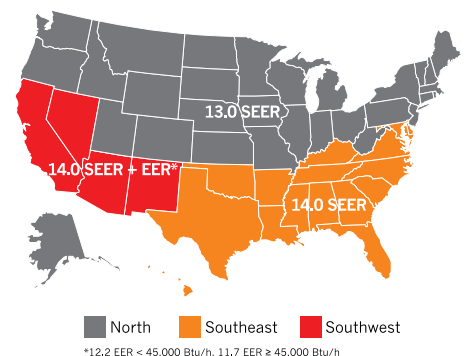 13.0 SEER
14.0 SEER + EER*
14.0 SEER
North
Southeast
Southwest
*12.2 EER < 45.000 Btu/h. 11.7 EER ≥ 45.000 Btu/h